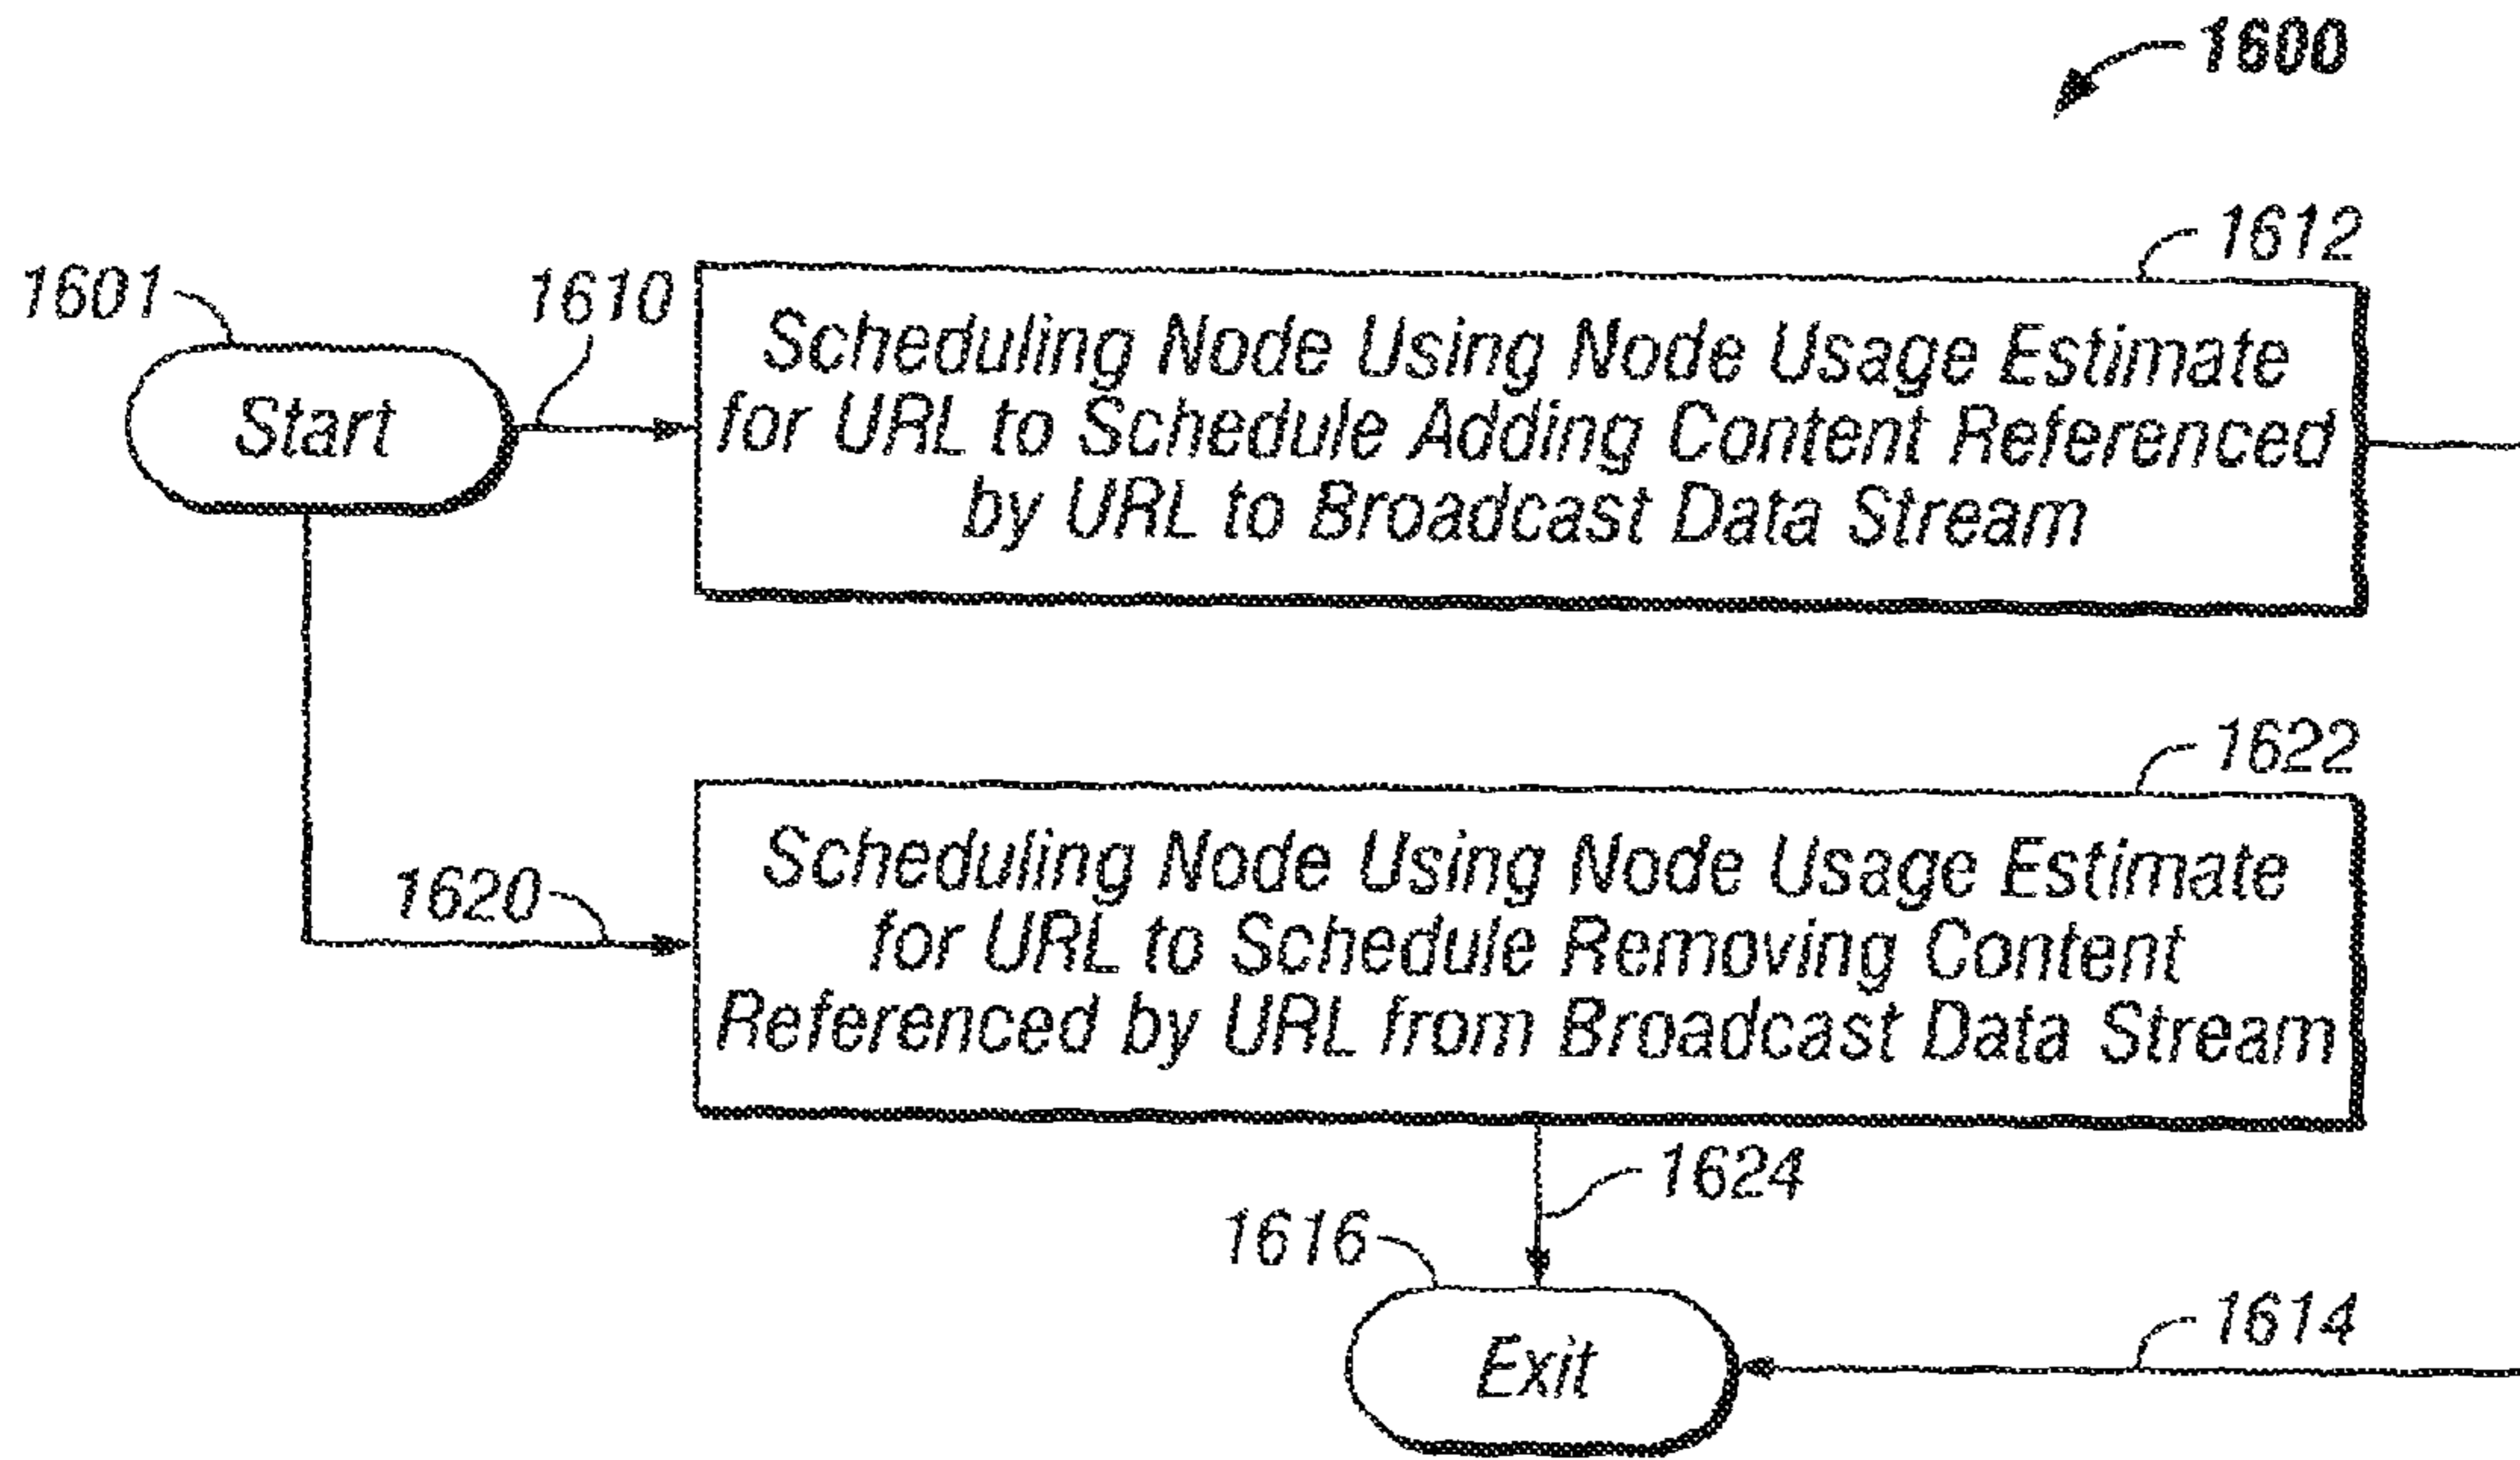 1600
1612
1601
1610
Start
Scheduling Node Using Node Usage Estimate
for URL to Schedule Adding Content Referenced
by URL to Broadcast Data Stream
1622
1620
Scheduling Node Using Node Usage Estimate
for URL to Schedule Removing Content
Referenced by URL from Broadcast Data Stream
1624
1616
1614
Exit